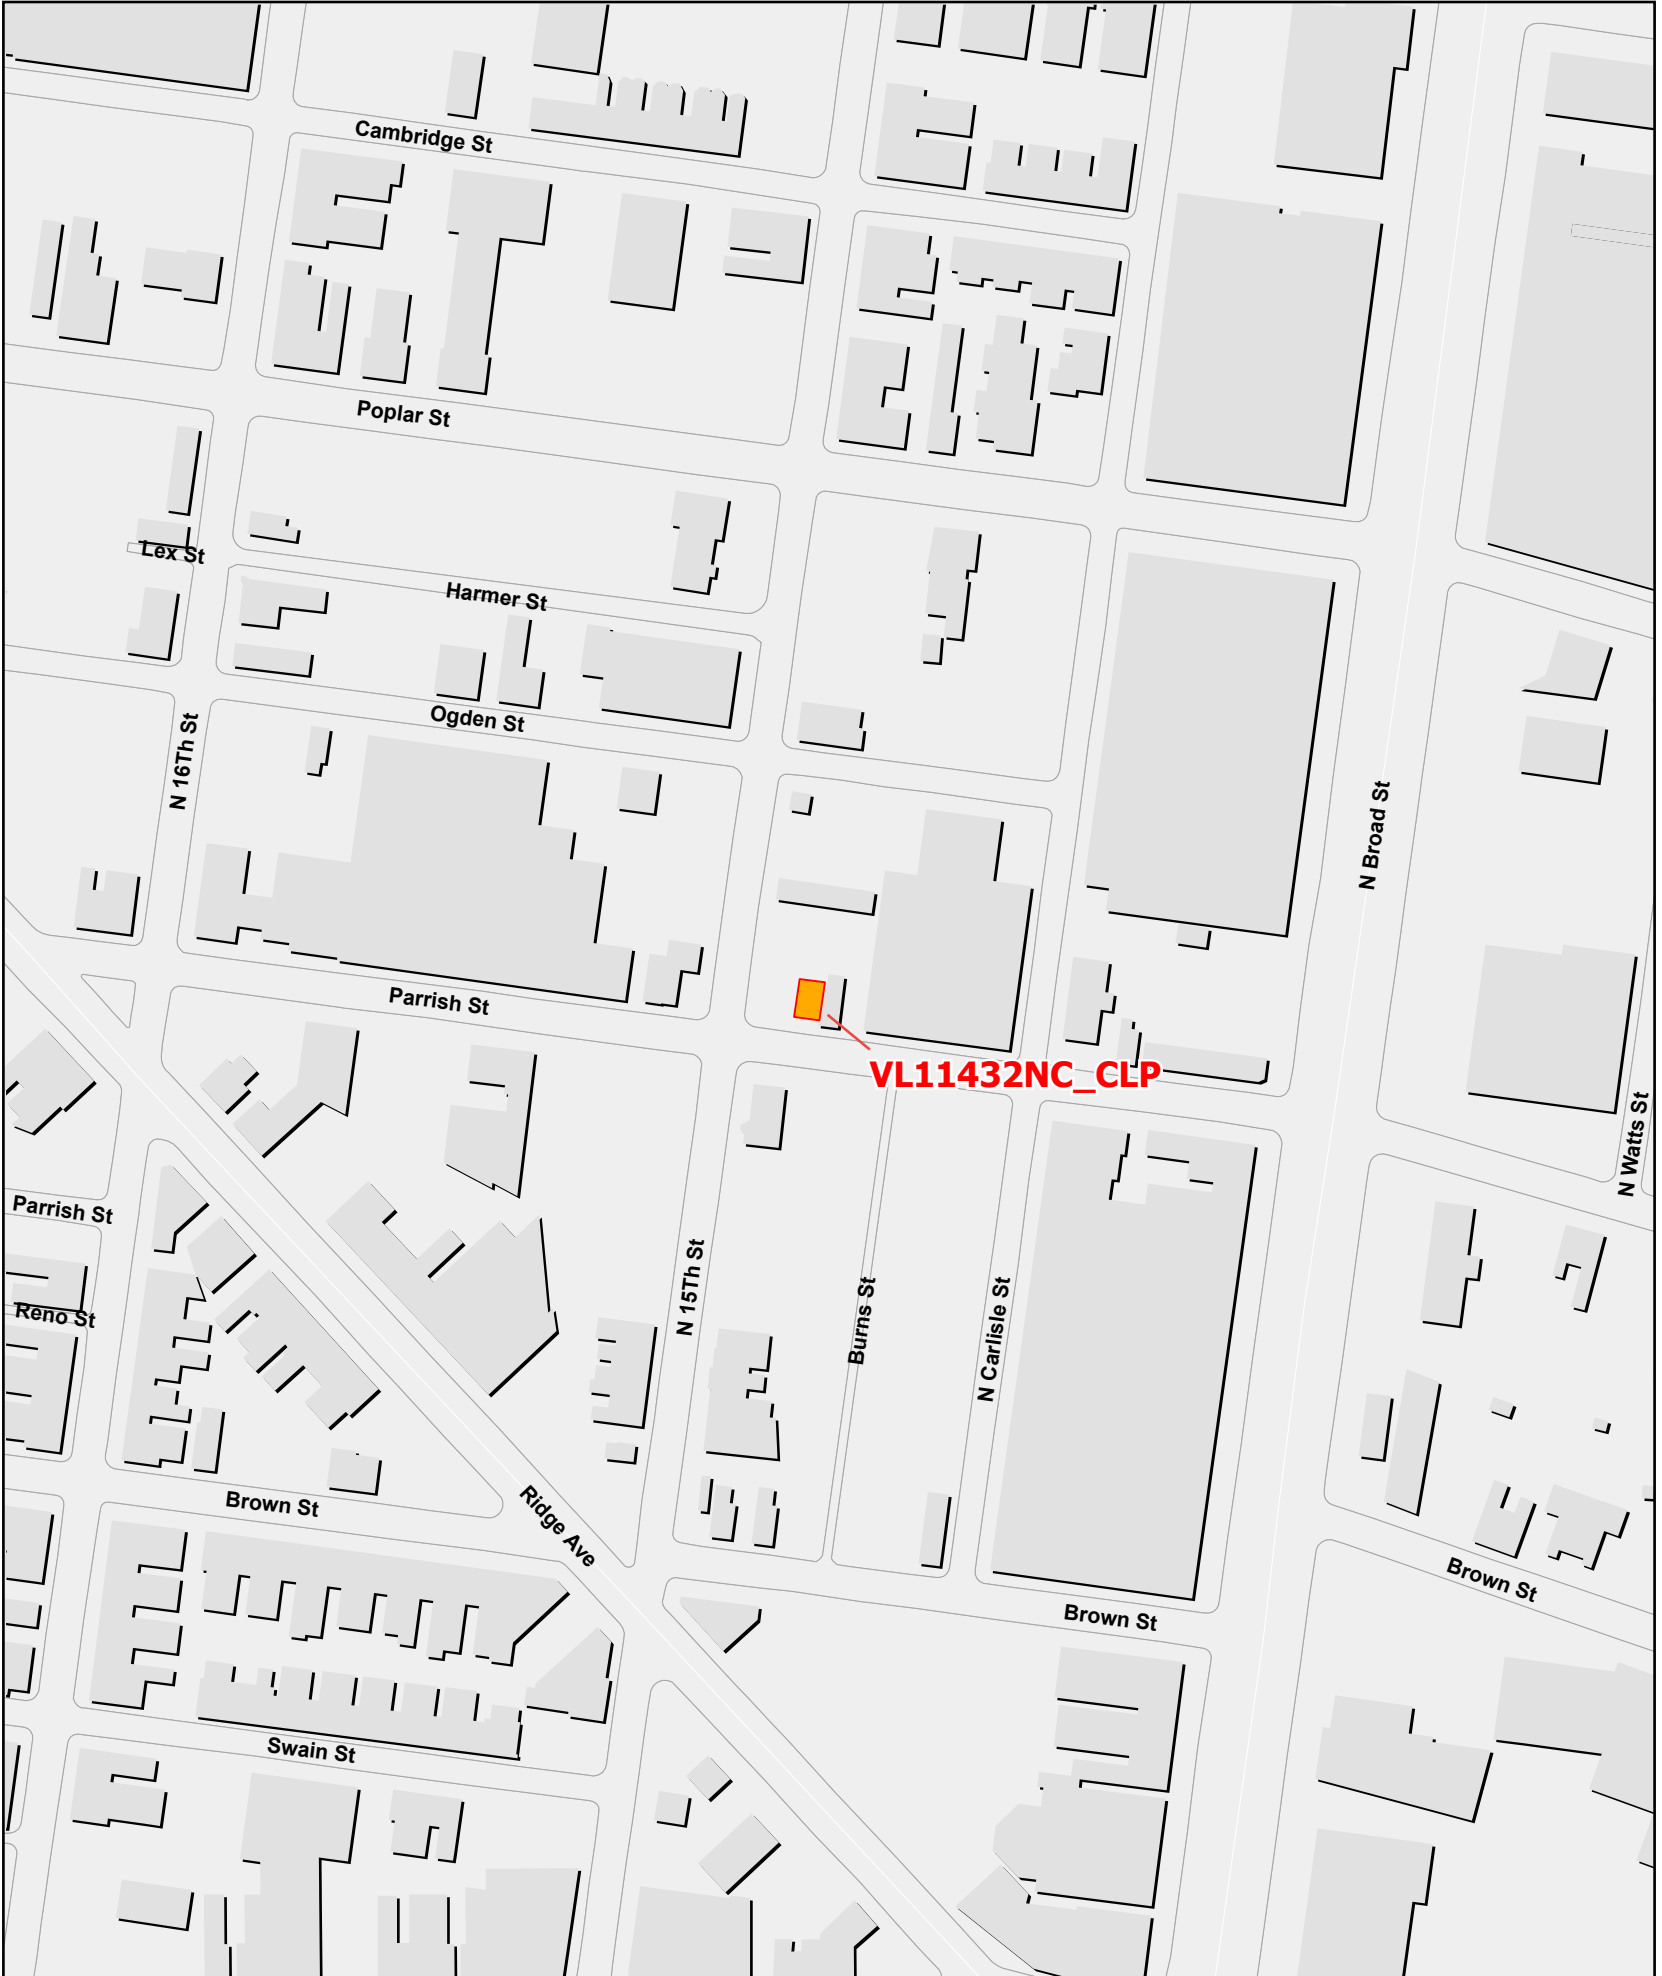 Cambridge St
Poplar St
Lex St
Harmer St
Ogden St
N 16Th St
N Broad St
Parrish St
VL11432NC_CLP
N Watts St
Parrish St
Reno St
N 15Th St
Burns St
N Carlisle St
Brown St
Ridge Ave
Brown St
Brown St
Swain St